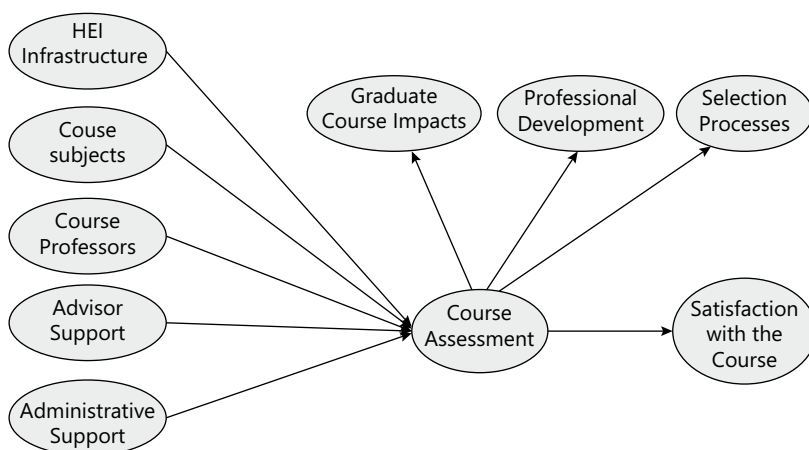 HEI
Infrastructure
Couse
subjects
Course
Professors
Advisor
Support
Administrative
Support
Graduate
Course Impacts
Professional
Development
Selection
Processes
Course
Assessment
Satisfaction
with the
Course